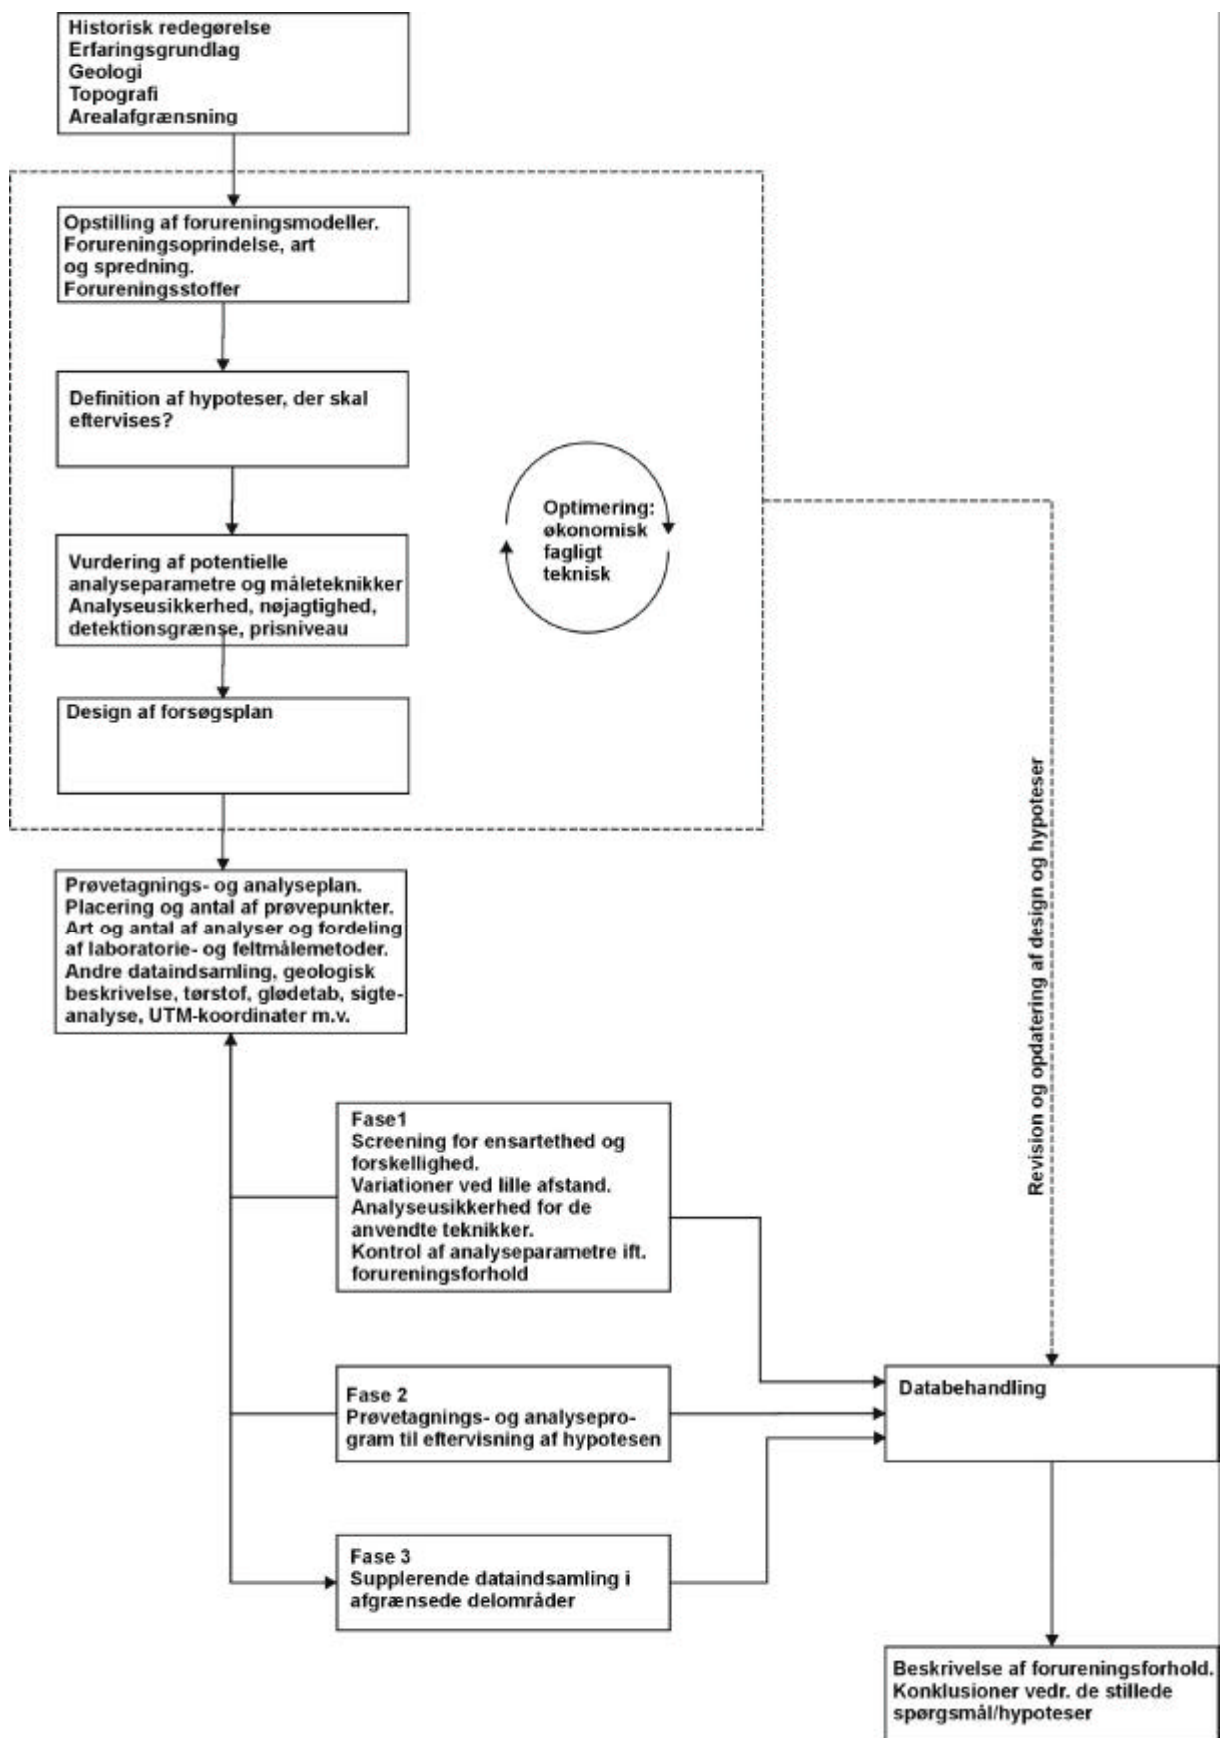 Historisk redegørelse
Erfaringsgrundlag
Geologi
Topografi
Arealafgrænsning
Opstilling af forureningsmodeller.
Forureningsoprindelse, art
og spredning.
Forureningsstoffer
Definition af hypoteser, der skal
eftervises?
Optimering:
økonomisk
fagligt
teknisk
Vurdering af potentielle
analyseparametre og måleteknikker
Analyseusikkerhed, nøjagtighed,
detektionsgrænse, prisniveau
Design af forsøgsplan
Revision og opdatering af design og hypoteser
Prøvetagnings- og analyseplan.
Placering og antal af prøvepunkter.
Art og antal af analyser og fordeling
af laboratorie- og feltmålemetoder.
Andre dataindsamling, geologisk
beskrivelse, tørstof, glødetab, sigte-
analyse, UTM-koordinater m.v.
Fase1
Screening for ensartethed og
forskellighed.
Variationer ved lille afstand.
Analyseusikkerhed for de
anvendte teknikker.
Kontrol af analyseparametre ift.
forureningsforhold
Fase 2
Prøvetagnings- og analysepro-
gram til eftervisning af hypotesen
Databehandling
Fase 3
Supplerende dataindsamling i
afgrænsede delområder
Beskrivelse af forureningsforhold.
Konklusioner vedr. de stillede
spørgsmål/hypoteser